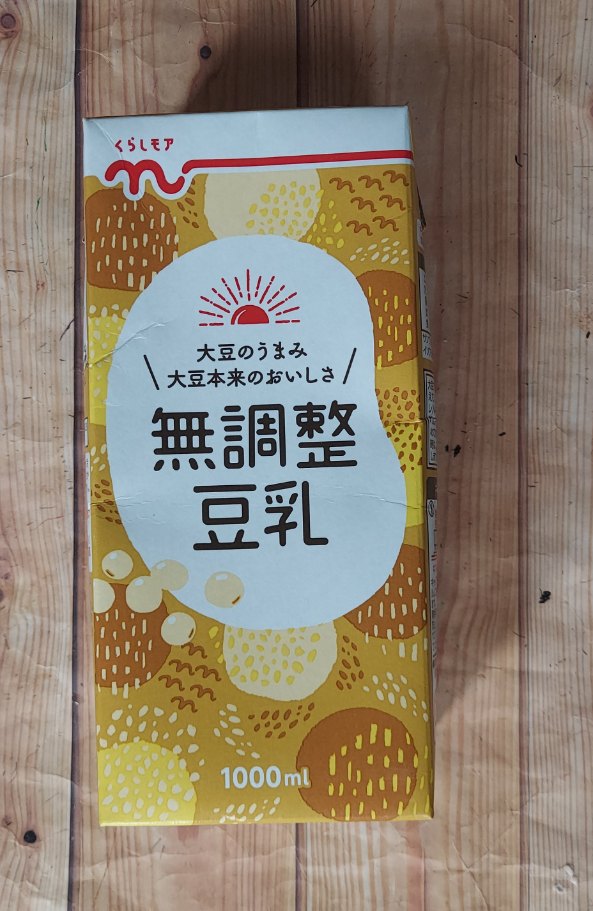 くらしモア
大豆のうまみ
大豆本来のおいしさ
無調整
豆乳
1000ml